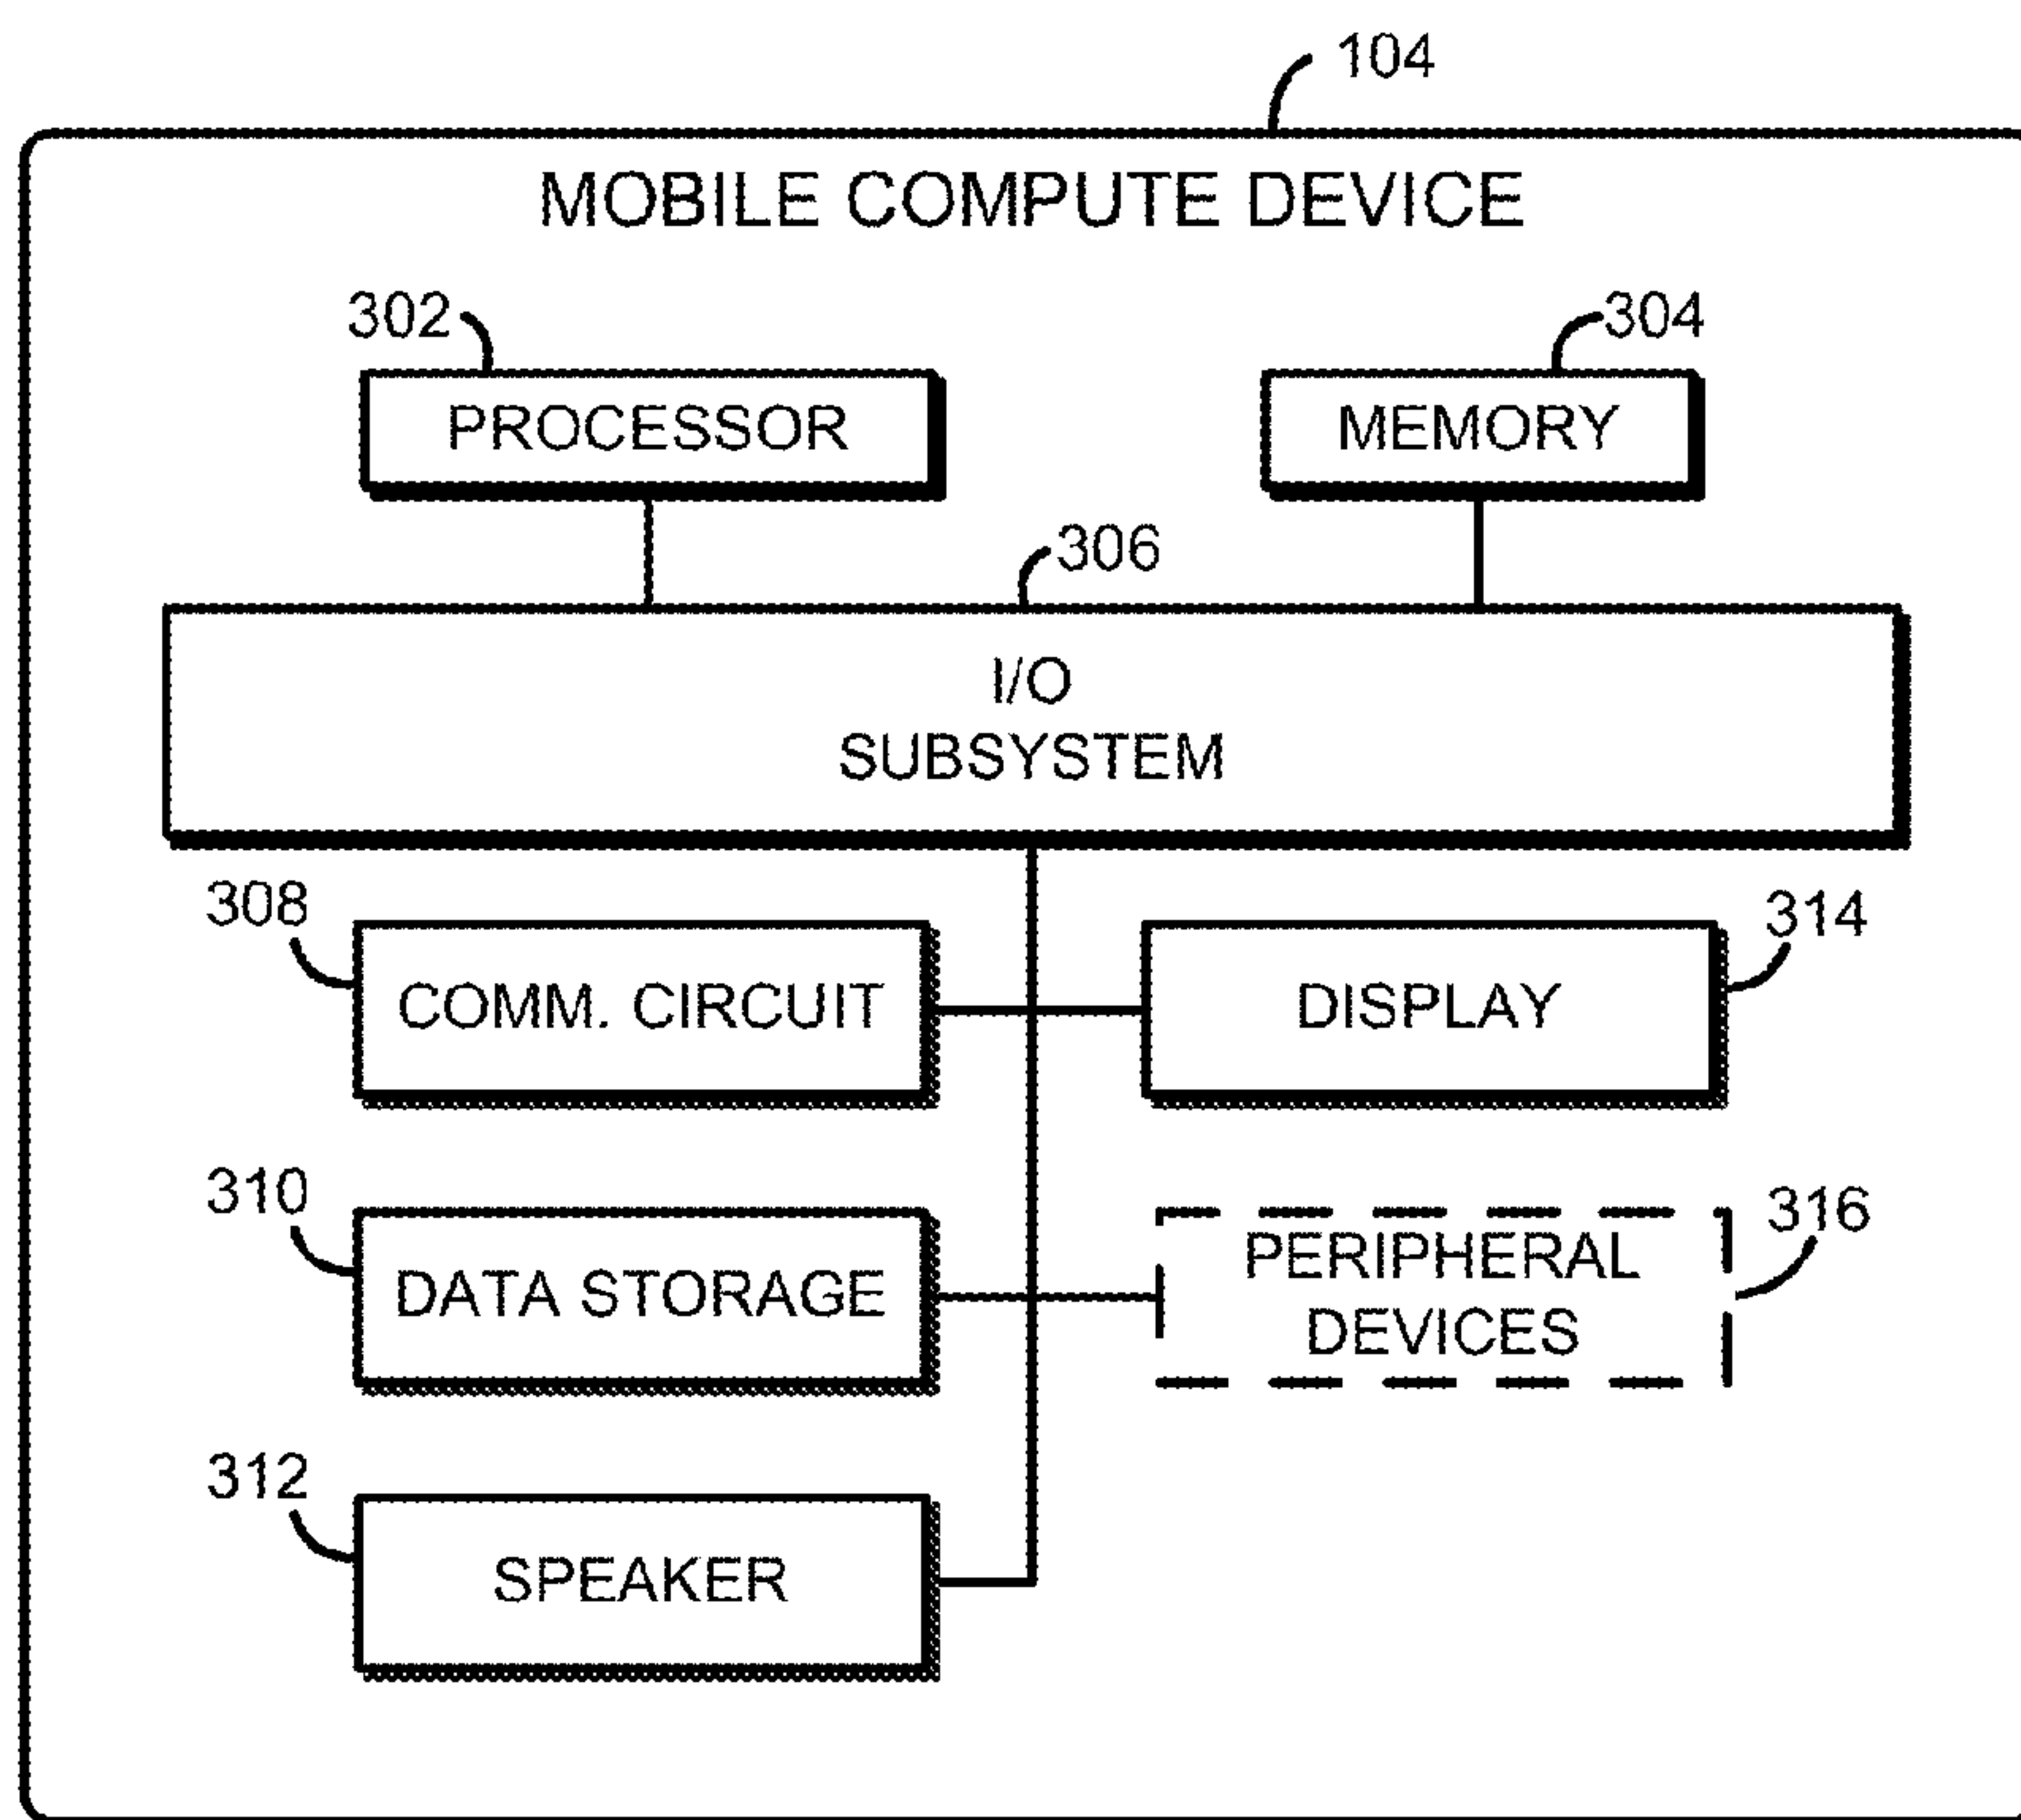 104
MOBILE COMPUTE DEVICE
302
304
PROCESSOR
MEMORY
306
I/O
SUBSYSTEM
308
314
COMM. CIRCUIT
DISPLAY
310
316
DATA STORAGE
PERIPHERAL
DEVICES
312
SPEAKER